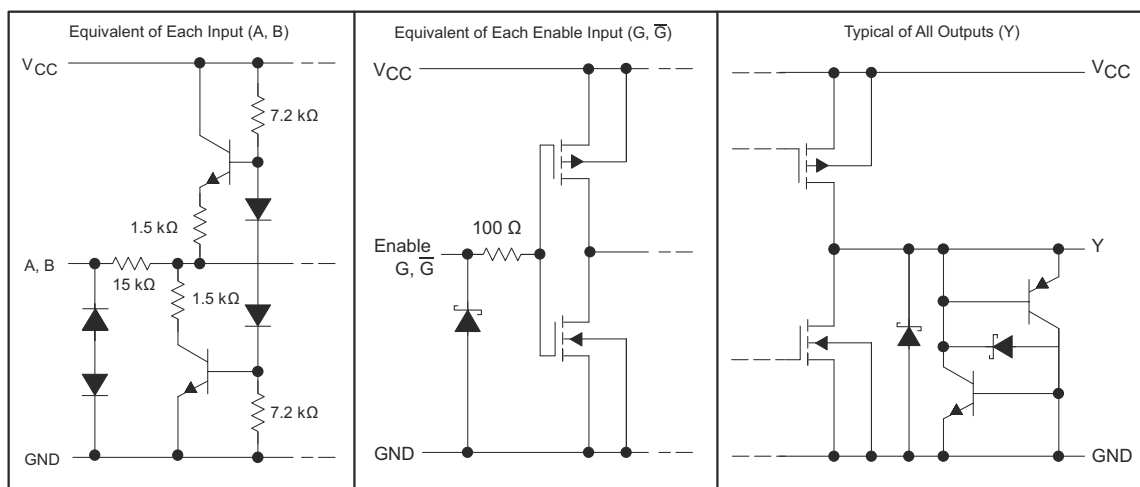 Equivalent of Each Input (A, B)
VCC
7.2 kΩ
1.5 kΩ
A, B
15 kΩ
1.5 kΩ
7.2 kΩ
GND
Equivalent of Each Enable Input (G, G̅)
VCC
100 Ω
Enable
G, G̅
GND
Typical of All Outputs (Y)
VCC
Y
GND